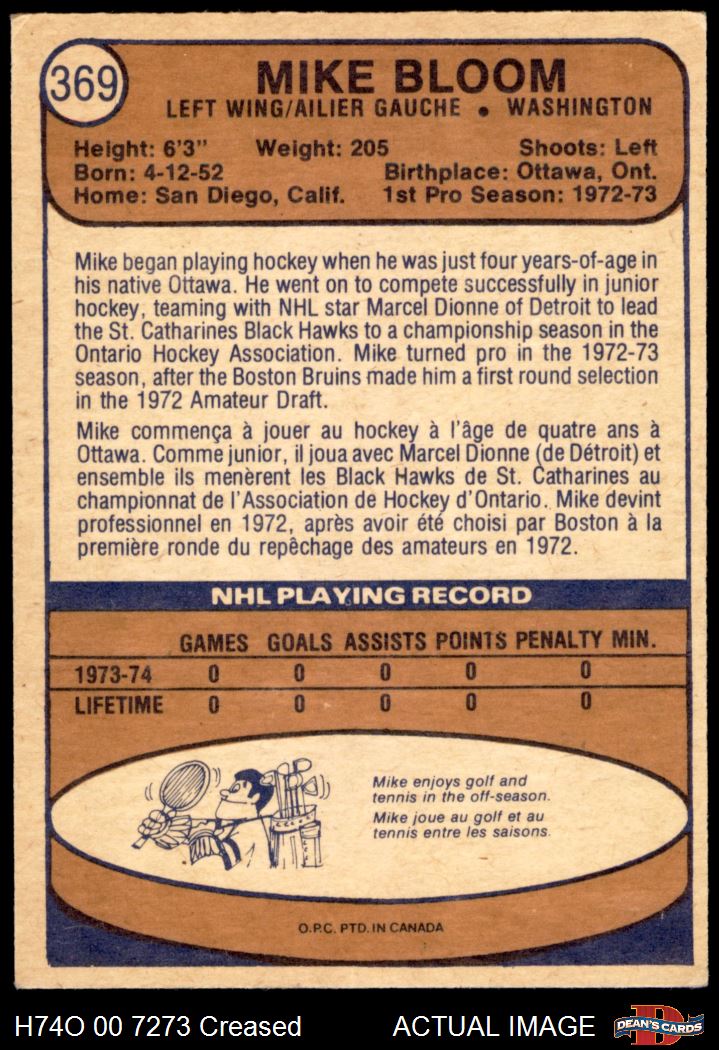 369
MIKE BLOOM
LEFT WING/AILIER GAUCHE • WASHINGTON
Height: 6'3" Weight: 205 Shoots: Left
Born: 4-12-52 Birthplace: Ottawa, Ont.
Home: San Diego, Calif. 1st Pro Season: 1972-73
Mike began playing hockey when he was just four years-of-age in
his native Ottawa. He went on to compete successfully in junior
hockey, teaming with NHL star Marcel Dionne of Detroit to lead
the St. Catharines Black Hawks to a championship season in the
Ontario Hockey Association. Mike turned pro in the 1972-73
season, after the Boston Bruins made him a first round selection
in the 1972 Amateur Draft.
Mike commença à jouer au hockey à l'âge de quatre ans à
Ottawa. Comme junior, il joua avec Marcel Dionne (de Détroit) et
ensemble ils menèrent les Black Hawks de St. Catharines au
championnat de l'Association de Hockey d'Ontario. Mike devint
professionnel en 1972, après avoir été choisi par Boston à la
première ronde du repêchage des amateurs en 1972.
NHL PLAYING RECORD
GAMES GOALS ASSISTS POINTS PENALTY MIN.
1973-74 0 0 0 0 0
LIFETIME 0 0 0 0 0
Mike enjoys golf and
tennis in the off-season.
Mike joue au golf et au
tennis entre les saisons.
O.P.C. PTD. IN CANADA
H74O 00 7273 Creased ACTUAL IMAGE DEAN'S CARDS